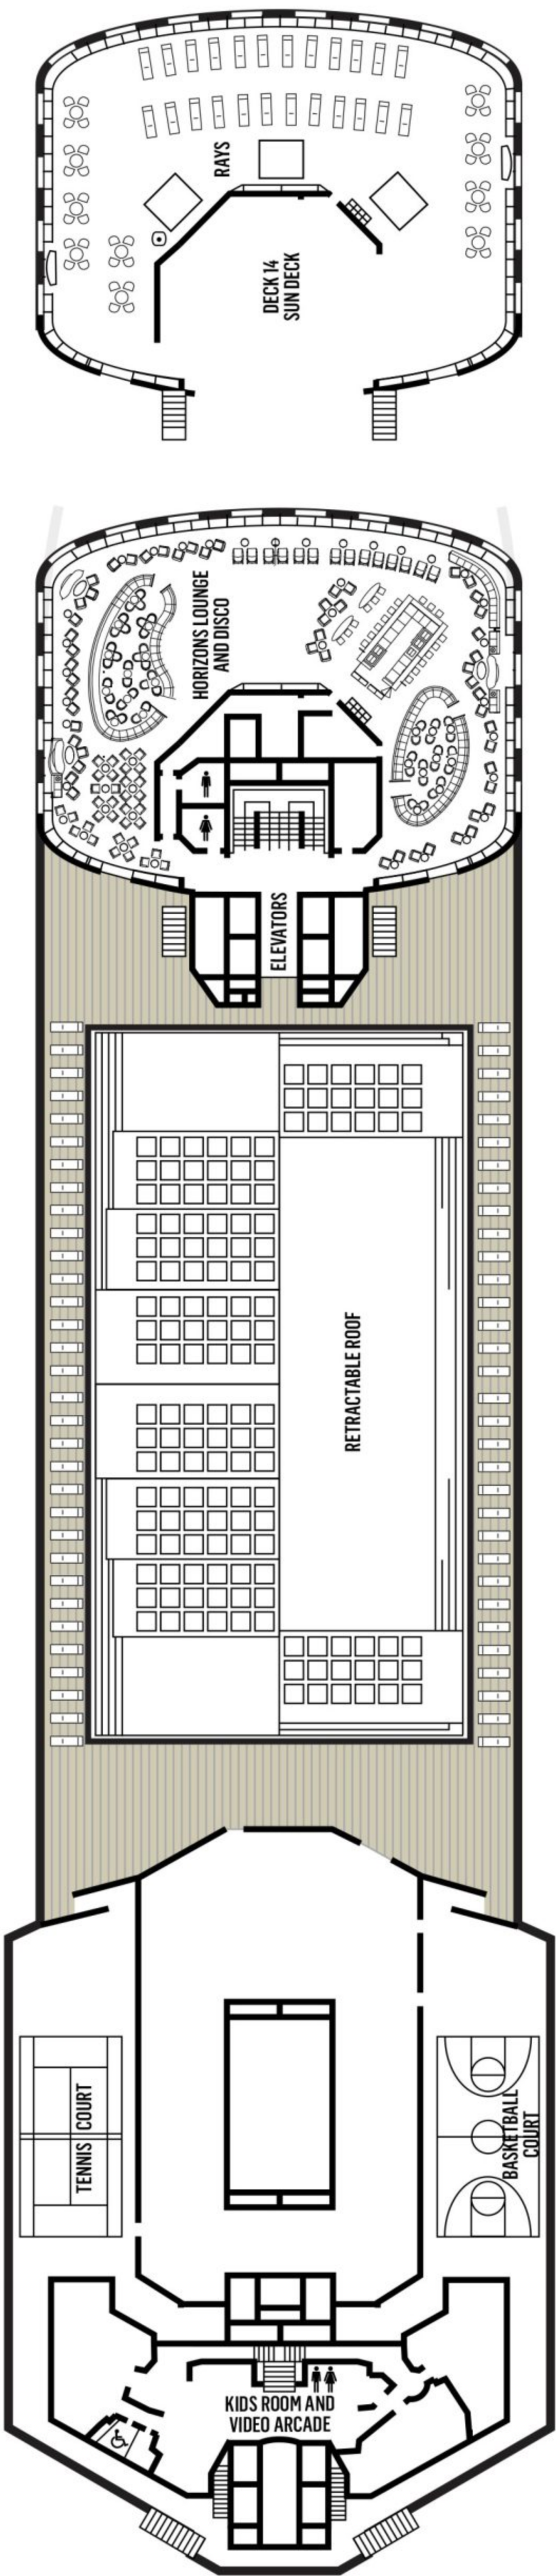 RAYS
DECK 14
SUN DECK
HORIZONS LOUNGE
AND DISCO
ELEVATORS
RETRACTABLE ROOF
TENNIS COURT
BASKETBALL
COURT
KIDS ROOM AND
VIDEO ARCADE